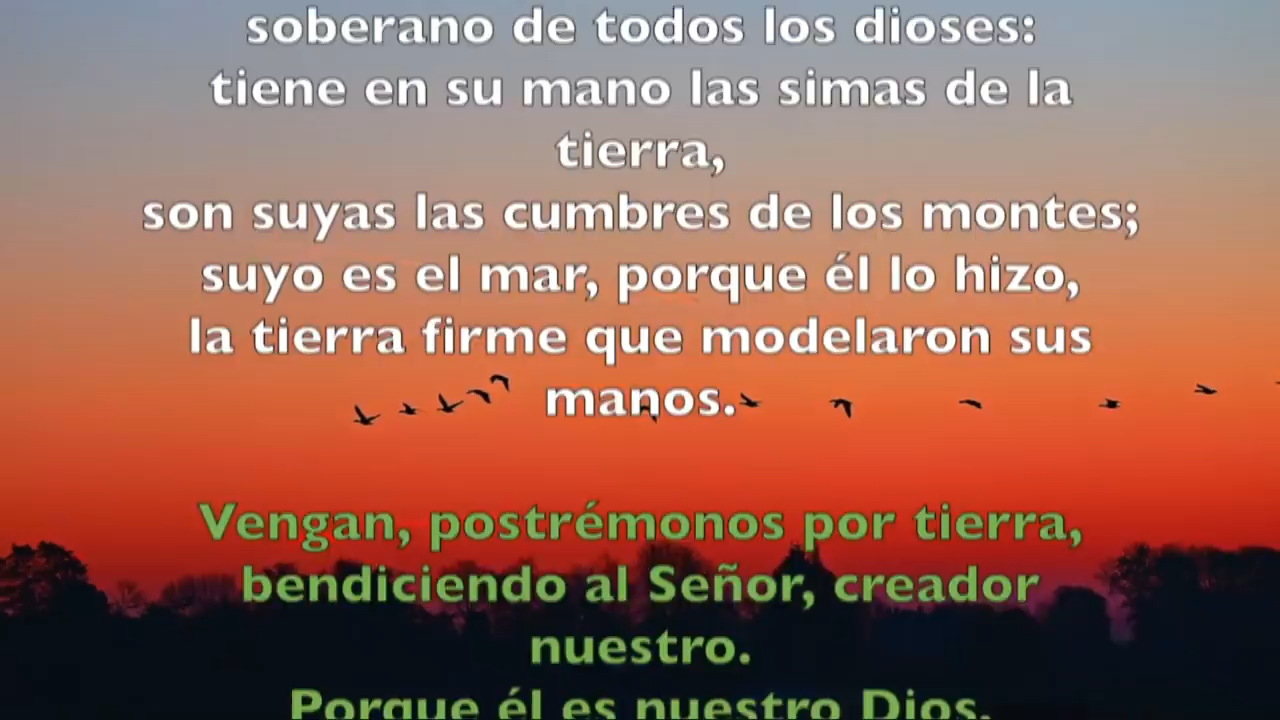 soberano de todos los dioses:
tiene en su mano las simas de la
tierra,
son suyas las cumbres de los montes;
suyo es el mar, porque él lo hizo,
la tierra firme que modelaron sus
manos.
Vengan, postrémonos por tierra,
bendiciendo al Señor, creador
nuestro.
Porque él es nuestro Dios,